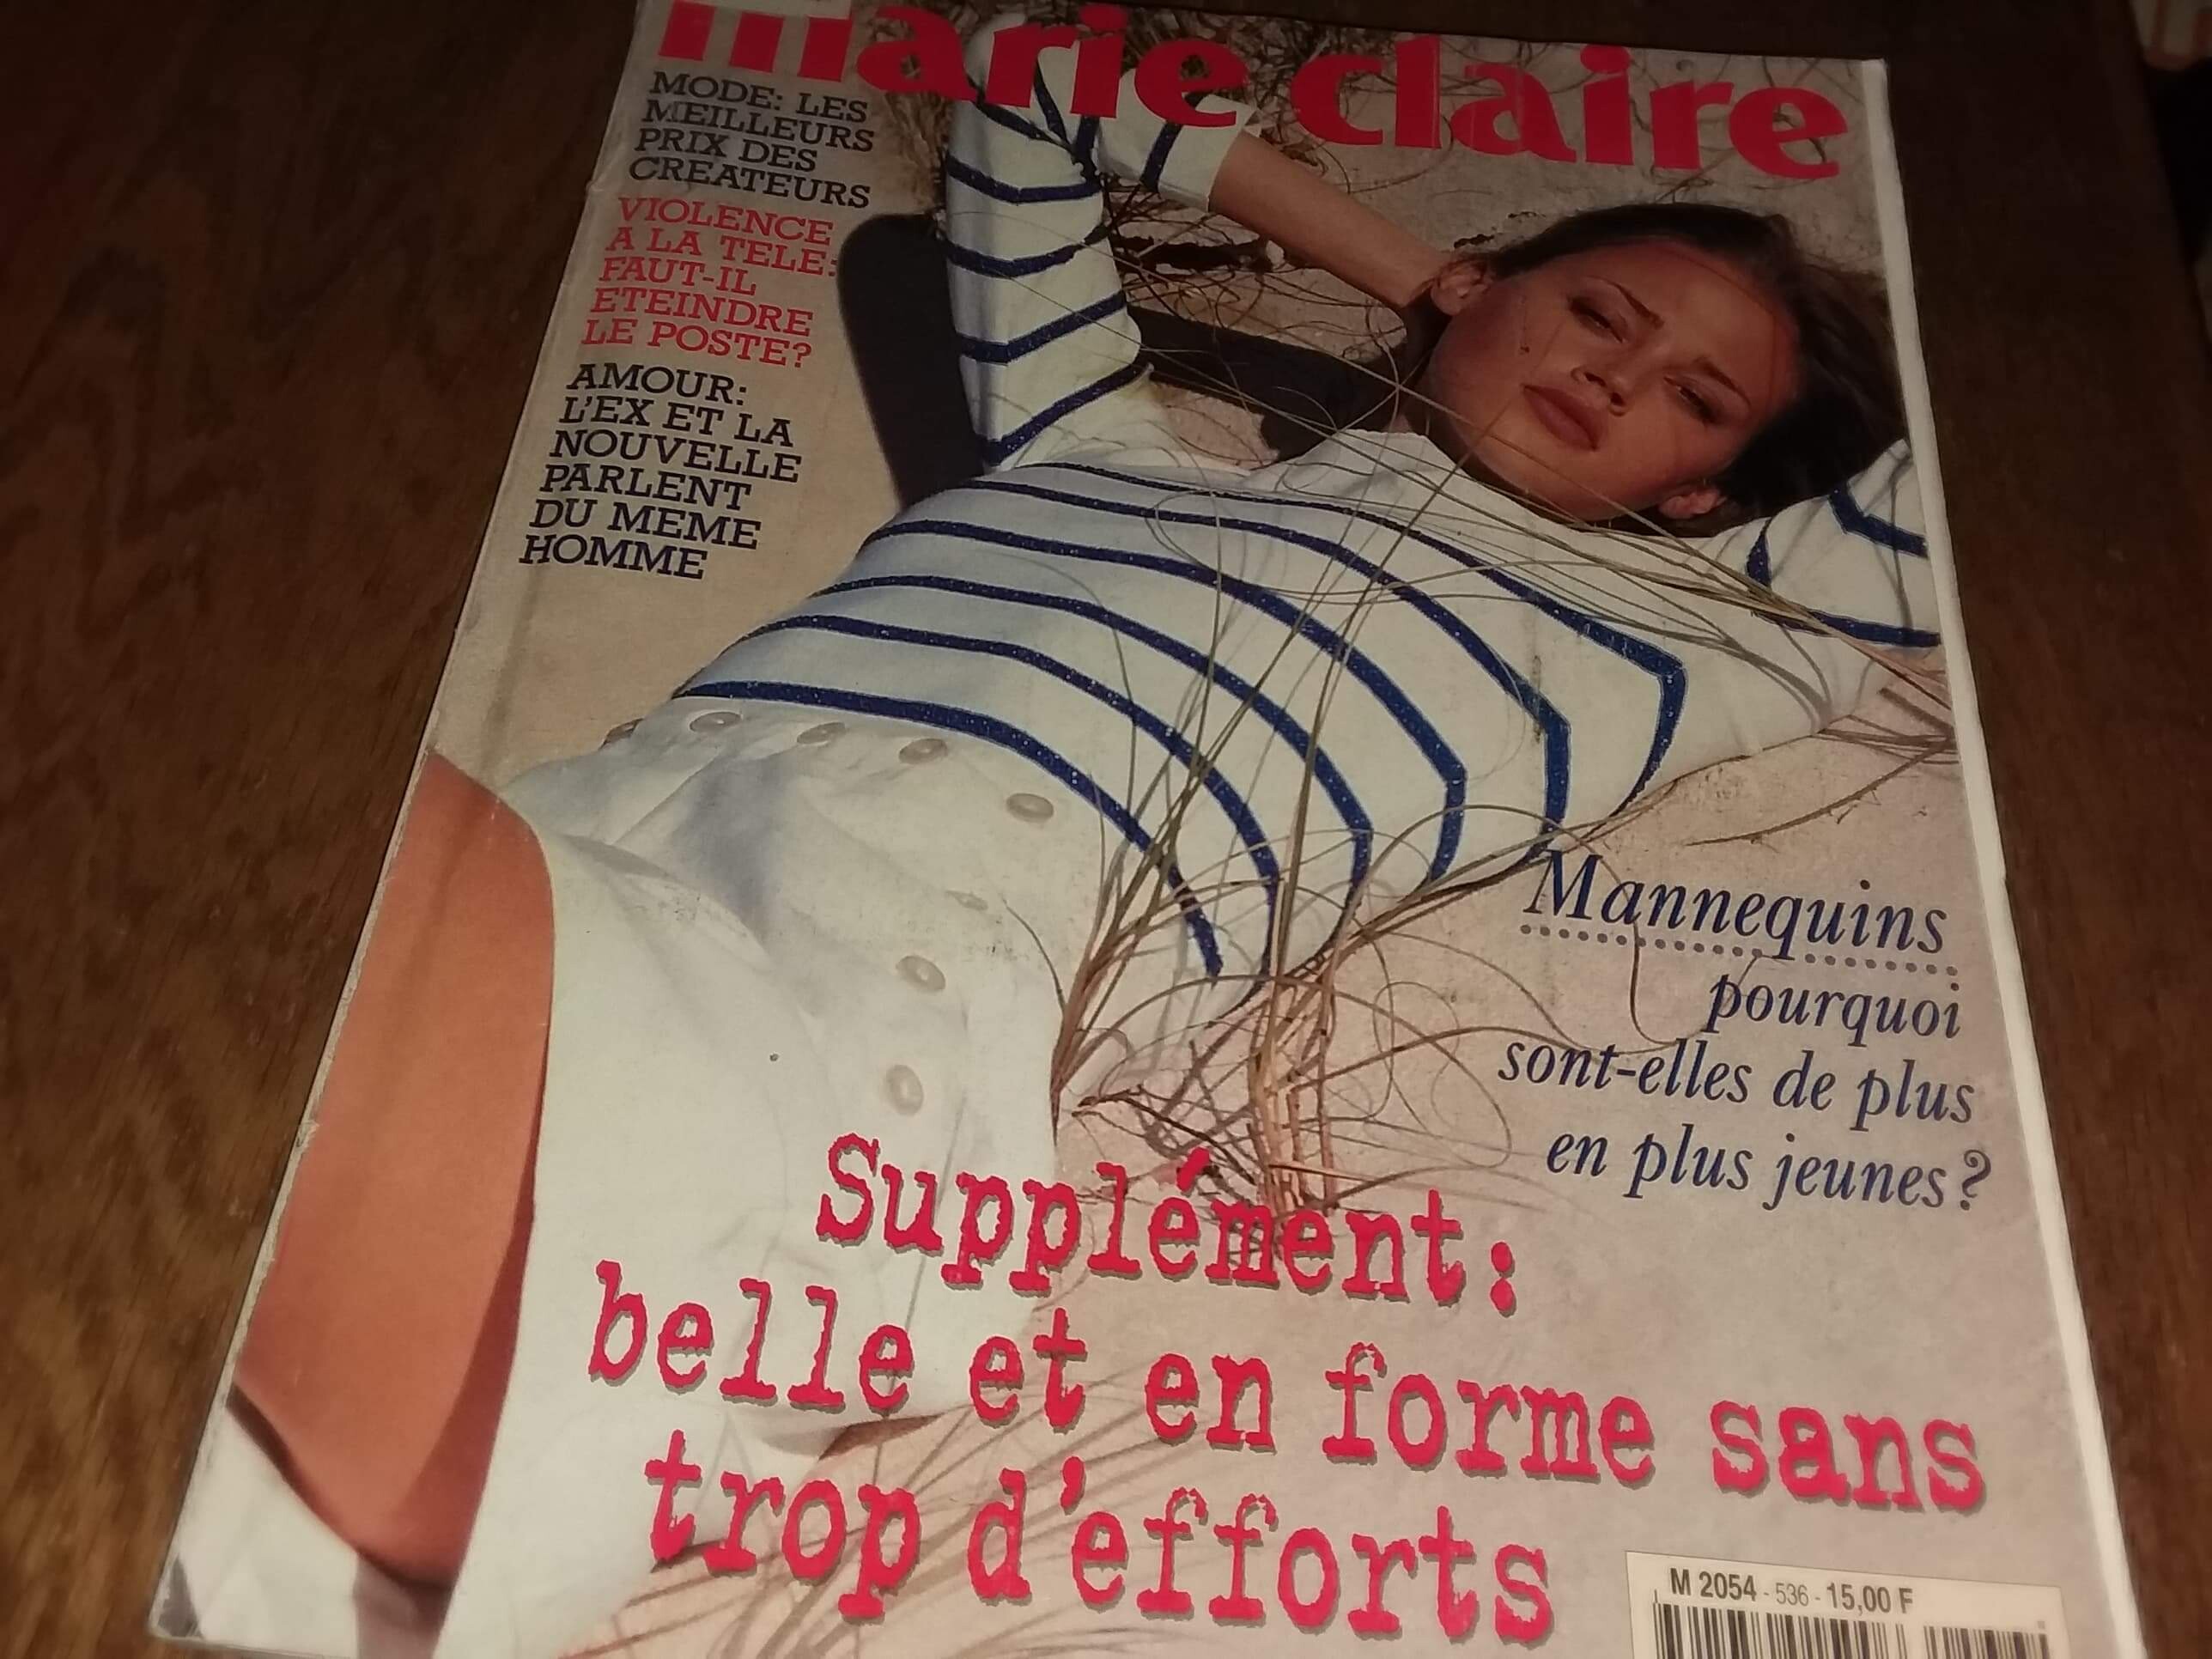 marie claire
MODE: LES
MEILLEURS
PRIX DES
CREATEURS
VIOLENCE
A LA TELE:
FAUT-IL
ETEINDRE
LE POSTE?
AMOUR:
L'EX ET LA
NOUVELLE
PARLENT
DU MEME
HOMME
Mannequins
pourquoi
sont-elles de plus
en plus jeunes?
Supplément:
belle et en forme sans
trop d'efforts
M 2054 - 536 - 15,00 F